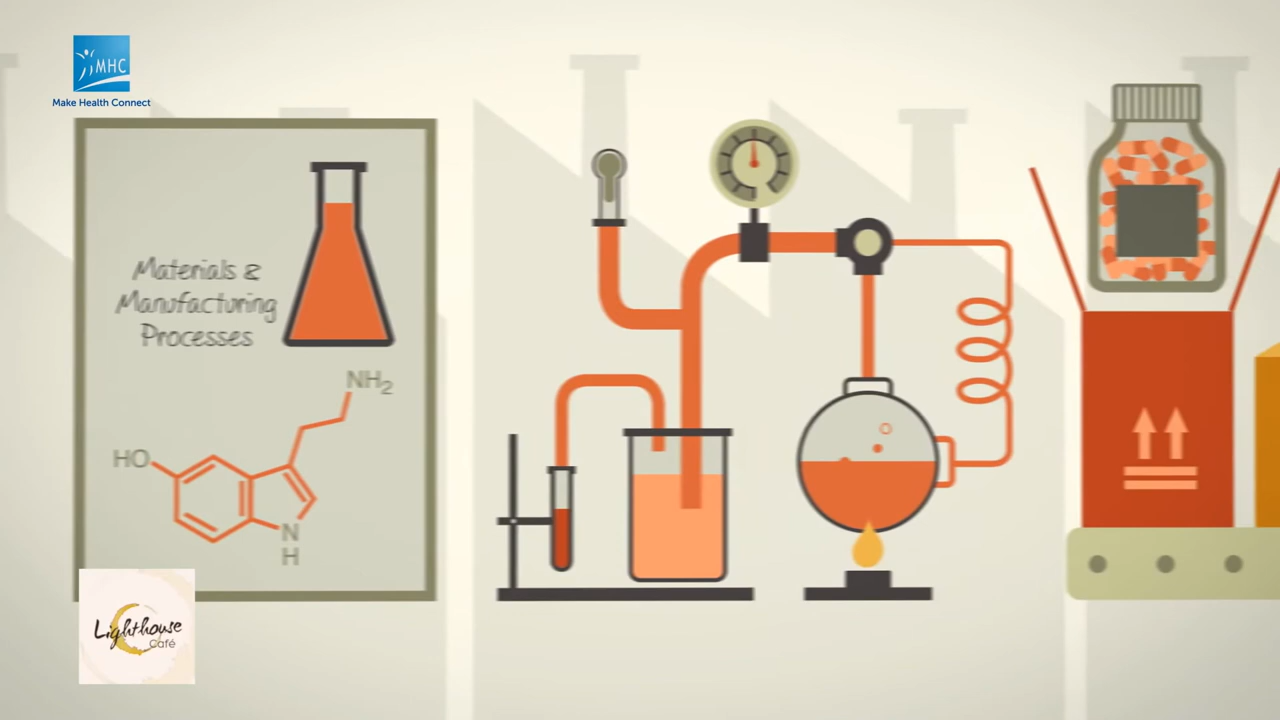 MHC
Make Health Connect
Materials &
Manufacturing
Processes
NH2
HO
N
H
Lighthouse
Café